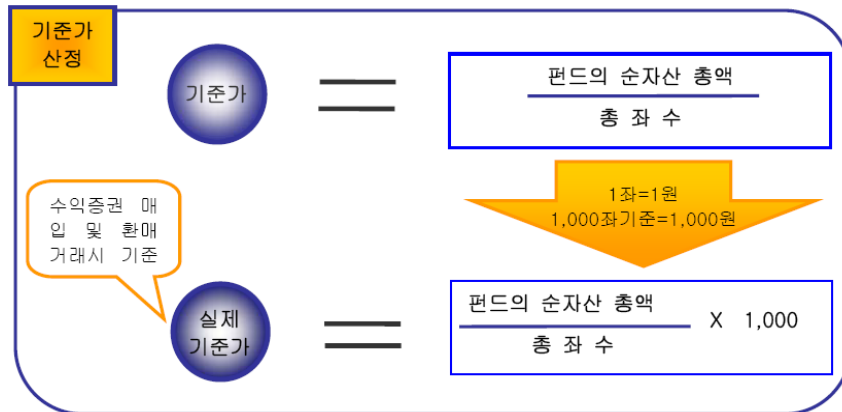 기준가
산정
기준가
펀드의 순자산 총액
총 좌 수
1좌=1원
1,000좌기준=1,000원
수익증권 매
입 및 환매
거래시 기준
실제
기준가
펀드의 순자산 총액
총 좌 수
X 1,000